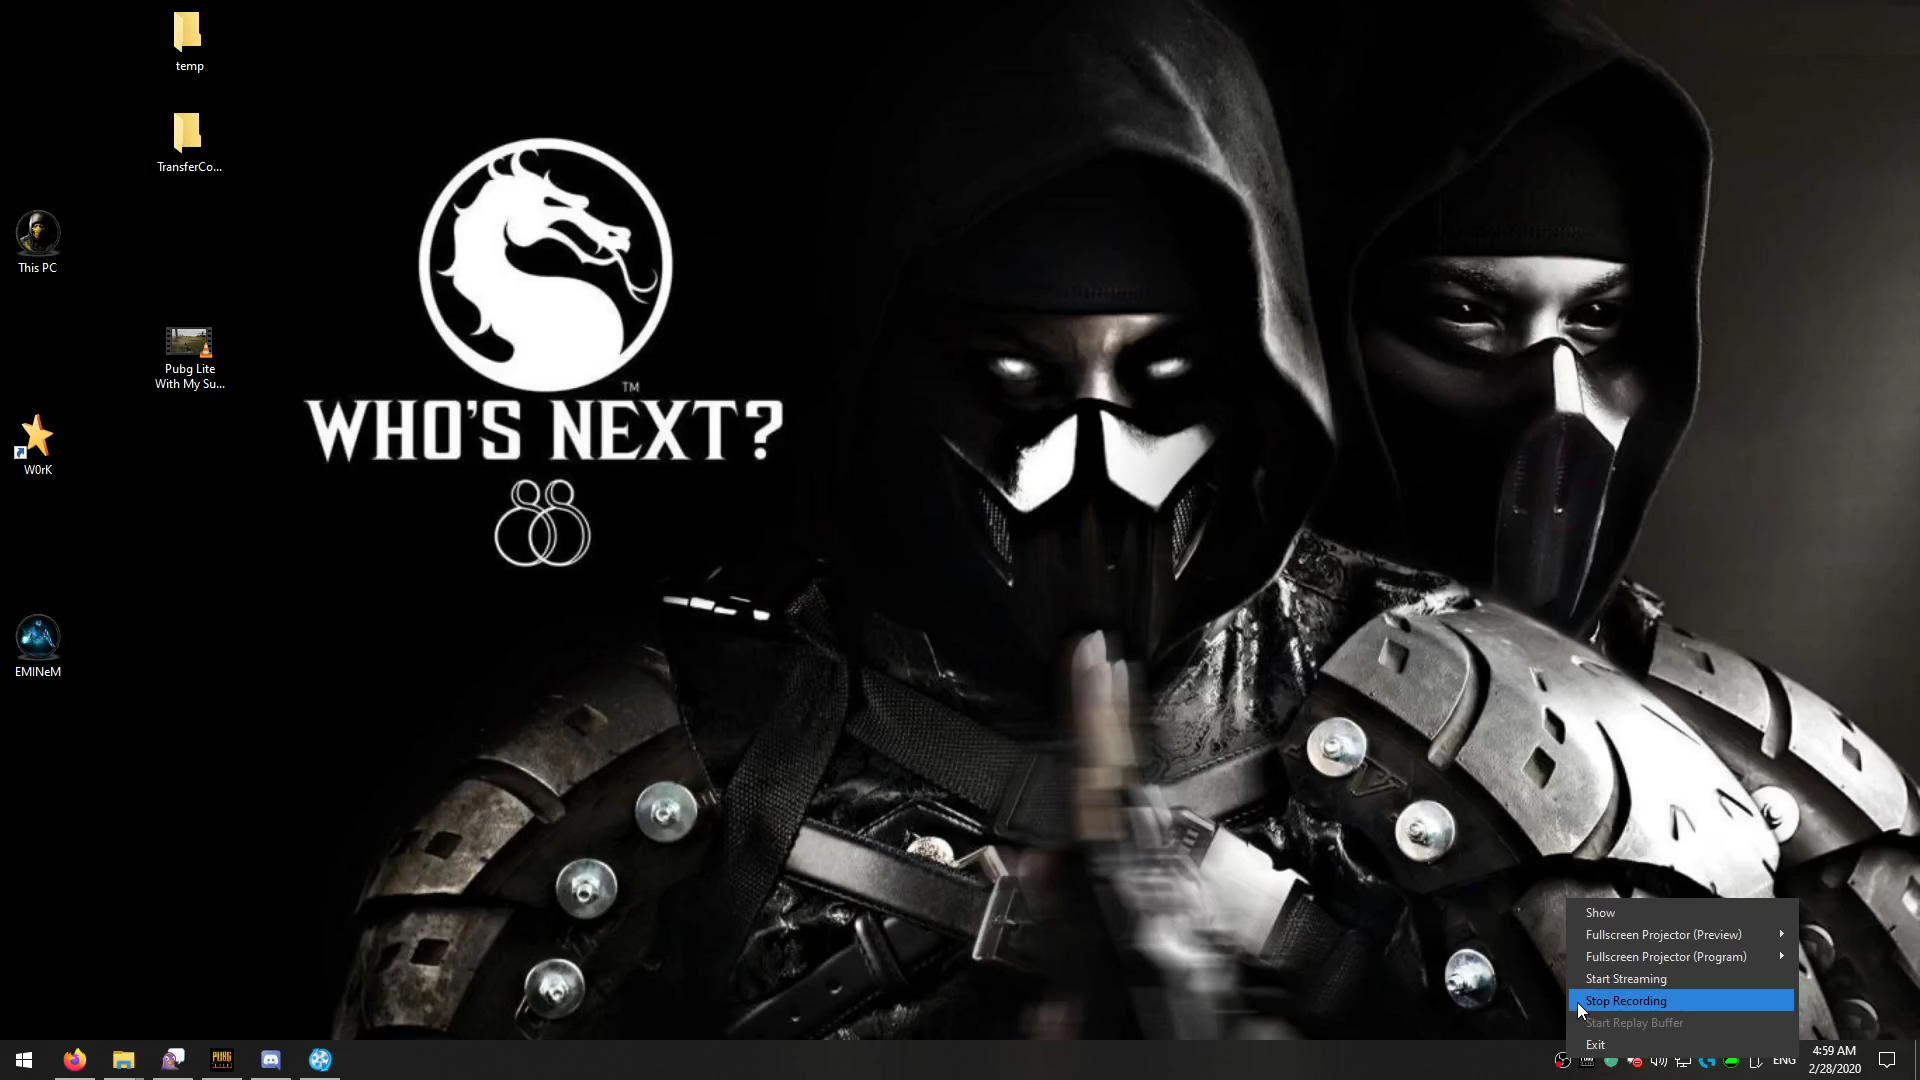 temp
TransferCo...
This PC
Pubg Lite
With My Su...
W0rK
EMINeM
TM
WHO'S NEXT?
Show
Fullscreen Projector (Preview)
Fullscreen Projector (Program)
Start Streaming
Stop Recording
Start Replay Buffer
Exit
PUBG
ENG
4:59 AM
2/28/2020